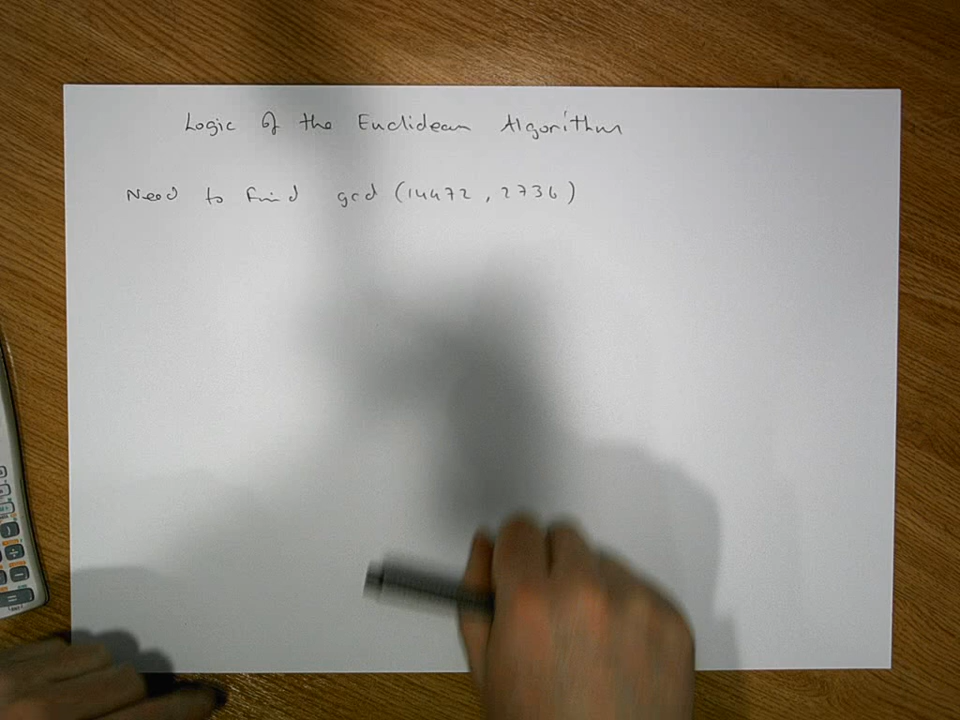 Logic of the Euclidean Algorithm
Need to find gcd (14472, 2736)